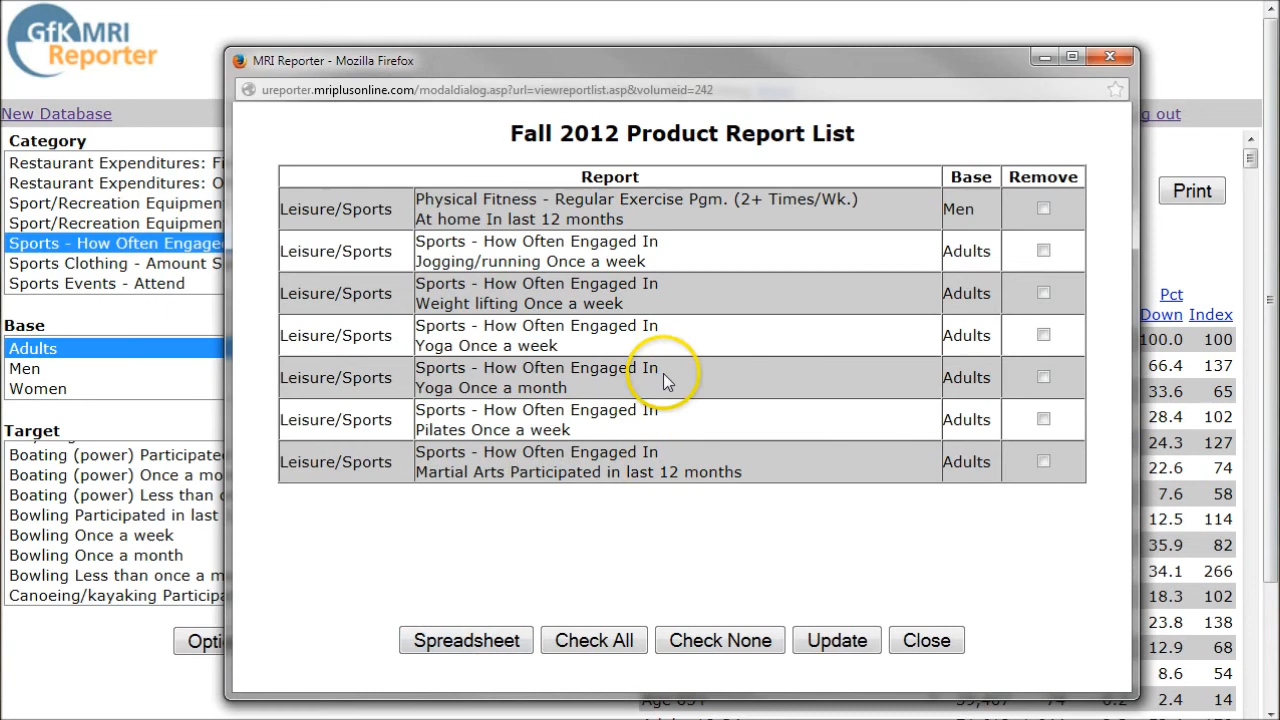 GfK MRI
Reporter
MRI Reporter - Mozilla Firefox
ureporter.mriplusonline.com/modaldialog.asp?url=viewreportlist.asp&volumeid=242
New Database
g out
Category
Restaurant Expenditures: F
Restaurant Expenditures: O
Sport/Recreation Equipmen
Sport/Recreation Equipmen
Sports - How Often Engage
Sports Clothing - Amount S
Sports Events - Attend
Base
Adults
Men
Women
Target
Boating (power) Participate
Boating (power) Once a mo
Boating (power) Less than
Bowling Participated in last
Bowling Once a week
Bowling Once a month
Bowling Less than once a m
Canoeing/kayaking Participa
Opti
Fall 2012 Product Report List
Report Base Remove
Leisure/Sports Physical Fitness - Regular Exercise Pgm. (2+ Times/Wk.) Men
At home In last 12 months
Leisure/Sports Sports - How Often Engaged In Adults
Jogging/running Once a week
Leisure/Sports Sports - How Often Engaged In Adults
Weight lifting Once a week
Leisure/Sports Sports - How Often Engaged In Adults
Yoga Once a week
Leisure/Sports Sports - How Often Engaged In Adults
Yoga Once a month
Leisure/Sports Sports - How Often Engaged In Adults
Pilates Once a week
Leisure/Sports Sports - How Often Engaged In Adults
Martial Arts Participated in last 12 months
Spreadsheet Check All Check None Update Close
Print
Pct
Down Index
100.0 100
66.4 137
33.6 65
28.4 102
24.3 127
22.6 74
7.6 58
12.5 114
35.9 82
34.1 266
18.3 102
23.8 138
12.9 68
8.6 54
2.4 14